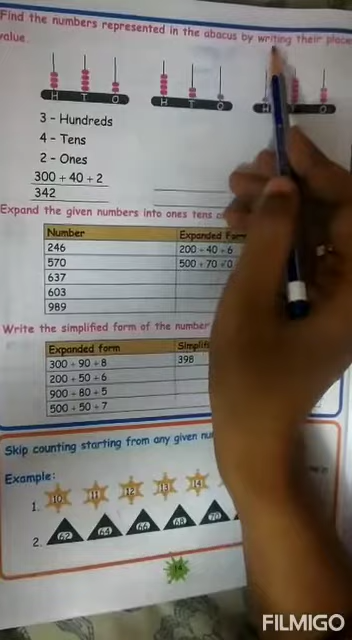 Find the numbers represented in the abacus by writing their place
value.
H T O
H T O
H
3 - Hundreds
4 - Tens
2 - Ones
300 + 40 + 2
342
Expand the given numbers into ones tens
Number Expanded Form
246 200 + 40 + 6
570 500 + 70 + 0
637
603
989
Write the simplified form of the number
Expanded form
300 + 90 + 8 398
200 + 50 + 6
900 + 80 + 5
500 + 50 + 7
Skip counting starting from any given
Example:
1. 10 11 12 13 14
2. 62 64 66 68 70
FILMIGO